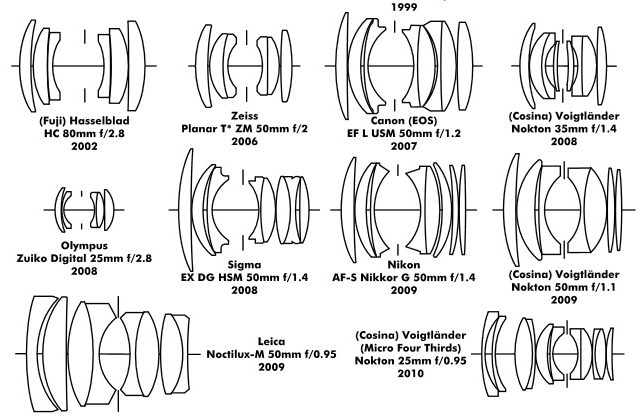 1999
(Fuji) Hasselblad
HC 80mm f/2.8
2002
Zeiss
Planar T* ZM 50mm f/2
2006
Canon (EOS)
EF L USM 50mm f/1.2
2007
(Cosina) Voigtländer
Nokton 35mm f/1.4
2008
Olympus
Zuiko Digital 25mm f/2.8
2008
Sigma
EX DG HSM 50mm f/1.4
2008
Nikon
AF-S Nikkor G 50mm f/1.4
2009
(Cosina) Voigtländer
Nokton 50mm f/1.1
2009
Leica
Noctilux-M 50mm f/0.95
2009
(Cosina) Voigtländer
(Micro Four Thirds)
Nokton 25mm f/0.95
2010